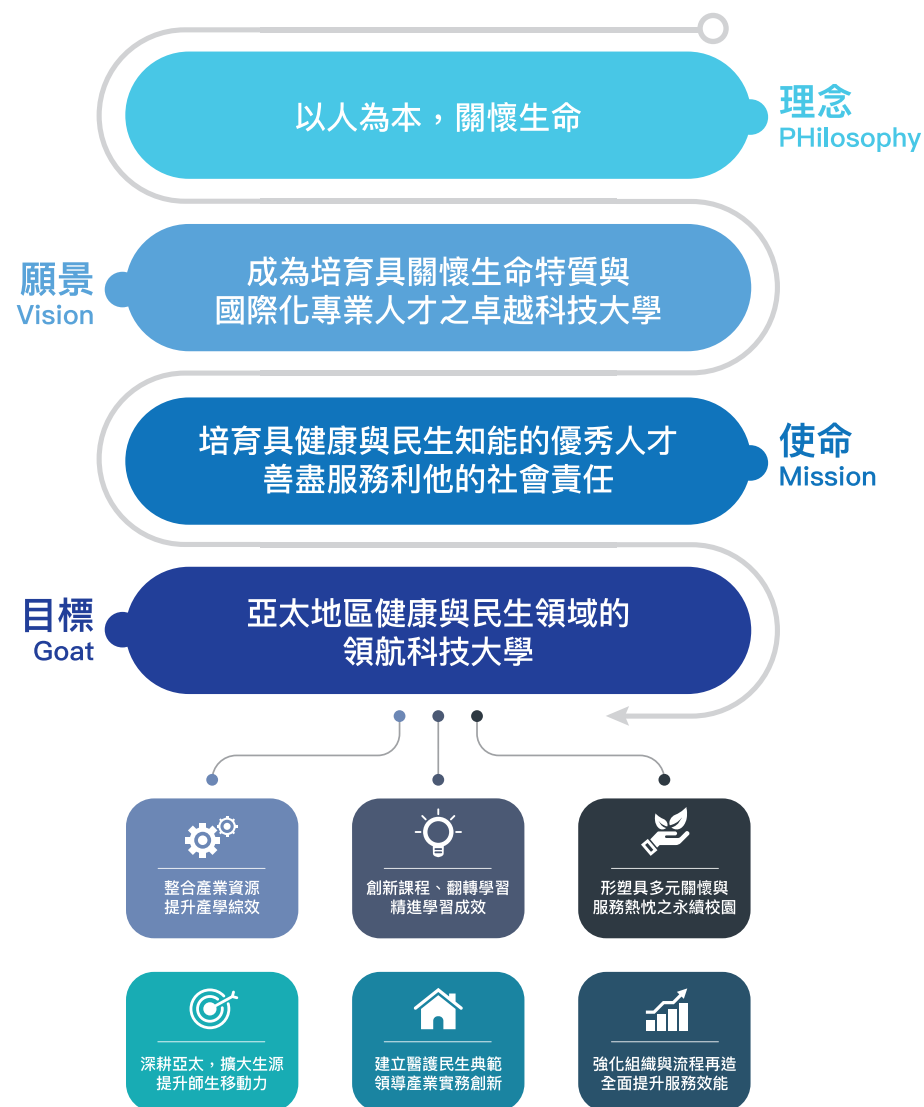 以人為本，關懷生命
理念
PHilosophy
願景
Vision
成為培育具關懷生命特質與
國際化專業人才之卓越科技大學
培育具健康與民生知能的優秀人才
善盡服務利他的社會責任
使命
Mission
目標
Goat
亞太地區健康與民生領域的
領航科技大學
整合產業資源
提升產學綜效
創新課程、翻轉學習
精進學習成效
形塑具多元關懷與
服務熱忱之永續校園
深耕亞太，擴大生源
提升師生移動力
建立醫護民生典範
領導產業實務創新
強化組織與流程再造
全面提升服務效能